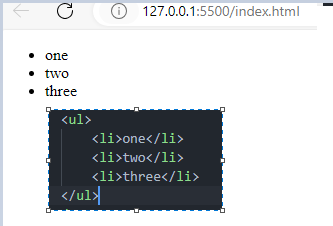 127.0.0.1:5500/index.html
one
two
three
<ul>
<li>one</li>
<li>two</li>
<li>three</li>
</ul>